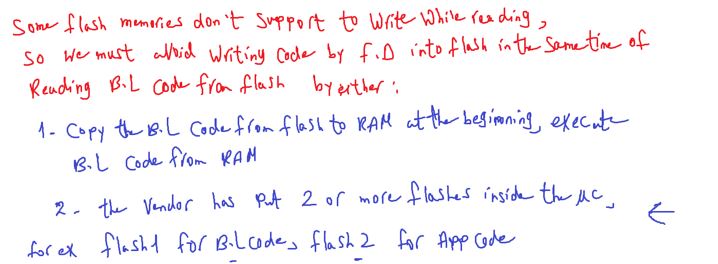 Some flash memories don't support to write while reading,
So we must avoid writing code by F.D into flash in the same time of
Reading B.L code from flash by either:
1- Copy the B.L code from flash to RAM at the beginning, execute
B.L code from RAM
2- the Vendor has put 2 or more flashes inside the µc,
for ex flash1 for B.L code, flash2 for App code